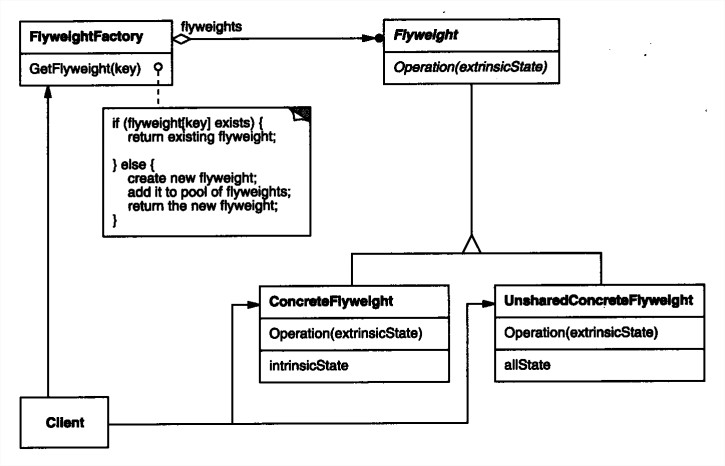 FlyweightFactory
flyweights
Flyweight
GetFlyweight(key)
Operation(extrinsicState)
if (flyweight[key] exists) {
return existing flyweight;
} else {
create new flyweight;
add it to pool of flyweights;
return the new flyweight;
}
ConcreteFlyweight
Operation(extrinsicState)
intrinsicState
UnsharedConcreteFlyweight
Operation(extrinsicState)
allState
Client